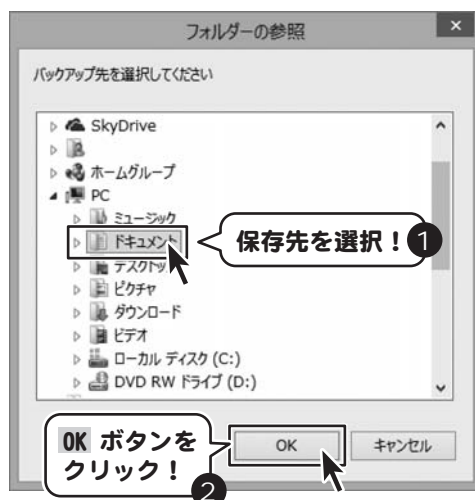 フォルダーの参照
バックアップ先を選択してください
SkyDrive
ホームグループ
PC
ミュージック
ドキュメント
保存先を選択!1
デスクトップ
ピクチャ
ダウンロード
ビデオ
ローカル ディスク (C:)
DVD RW ドライブ (D:)
OK ボタンを
クリック!
2
OK
キャンセル